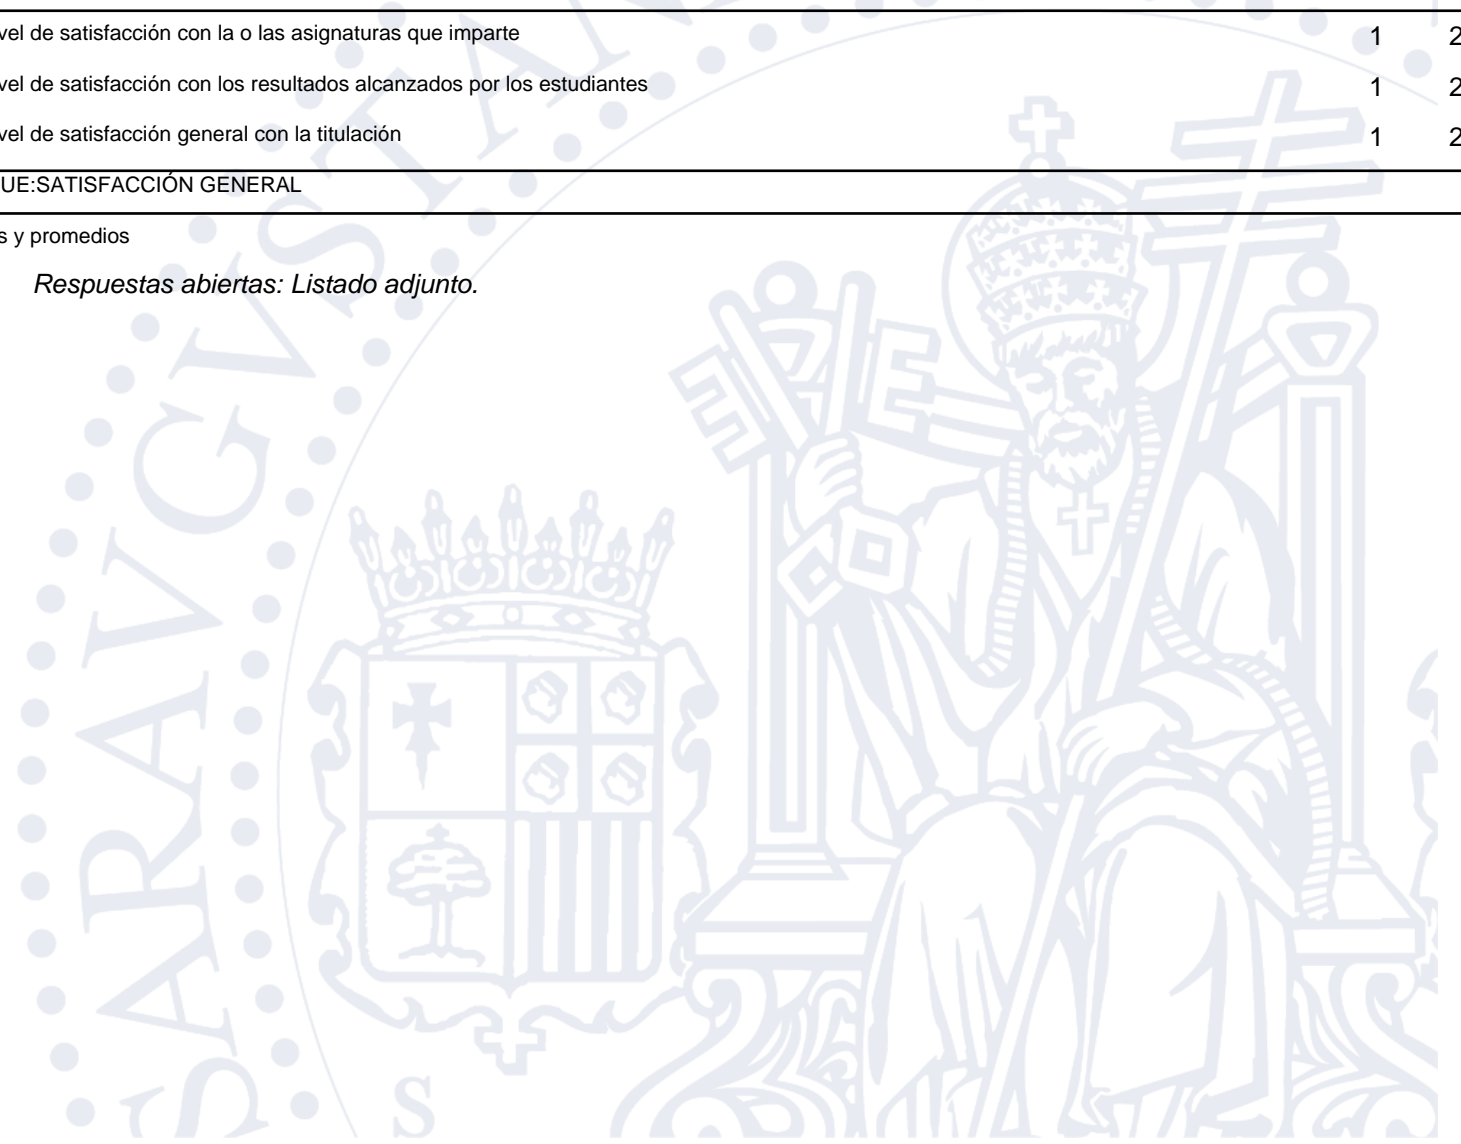 vel de satisfacción con la o las asignaturas que imparte 1 2
vel de satisfacción con los resultados alcanzados por los estudiantes 1 2
vel de satisfacción general con la titulación 1 2
UE:SATISFACCIÓN GENERAL
s y promedios
Respuestas abiertas: Listado adjunto.
SARAVGVSTAN
S